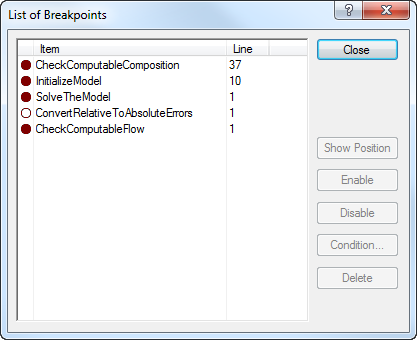 List of Breakpoints
?
Item Line
CheckComputableComposition 37
InitializeModel 10
SolveTheModel 1
ConvertRelativeToAbsoluteErrors 1
CheckComputableFlow 1
Close
Show Position
Enable
Disable
Condition...
Delete